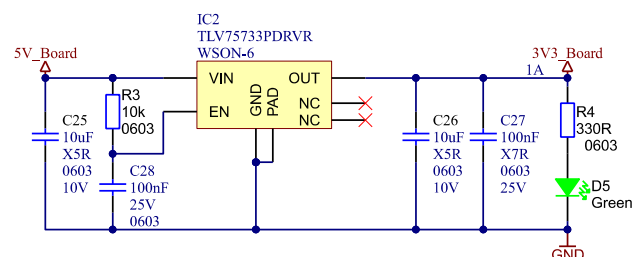 IC2
TLV75733PDRVR
WSON-6
5V_Board
3V3_Board
VIN
OUT
1A
EN
GND
PAD
NC
NC
R3
10k
0603
C25
10uF
X5R
0603
10V
C28
100nF
25V
0603
C26
10uF
X5R
0603
10V
C27
100nF
X7R
0603
25V
R4
330R
0603
D5
Green
GND